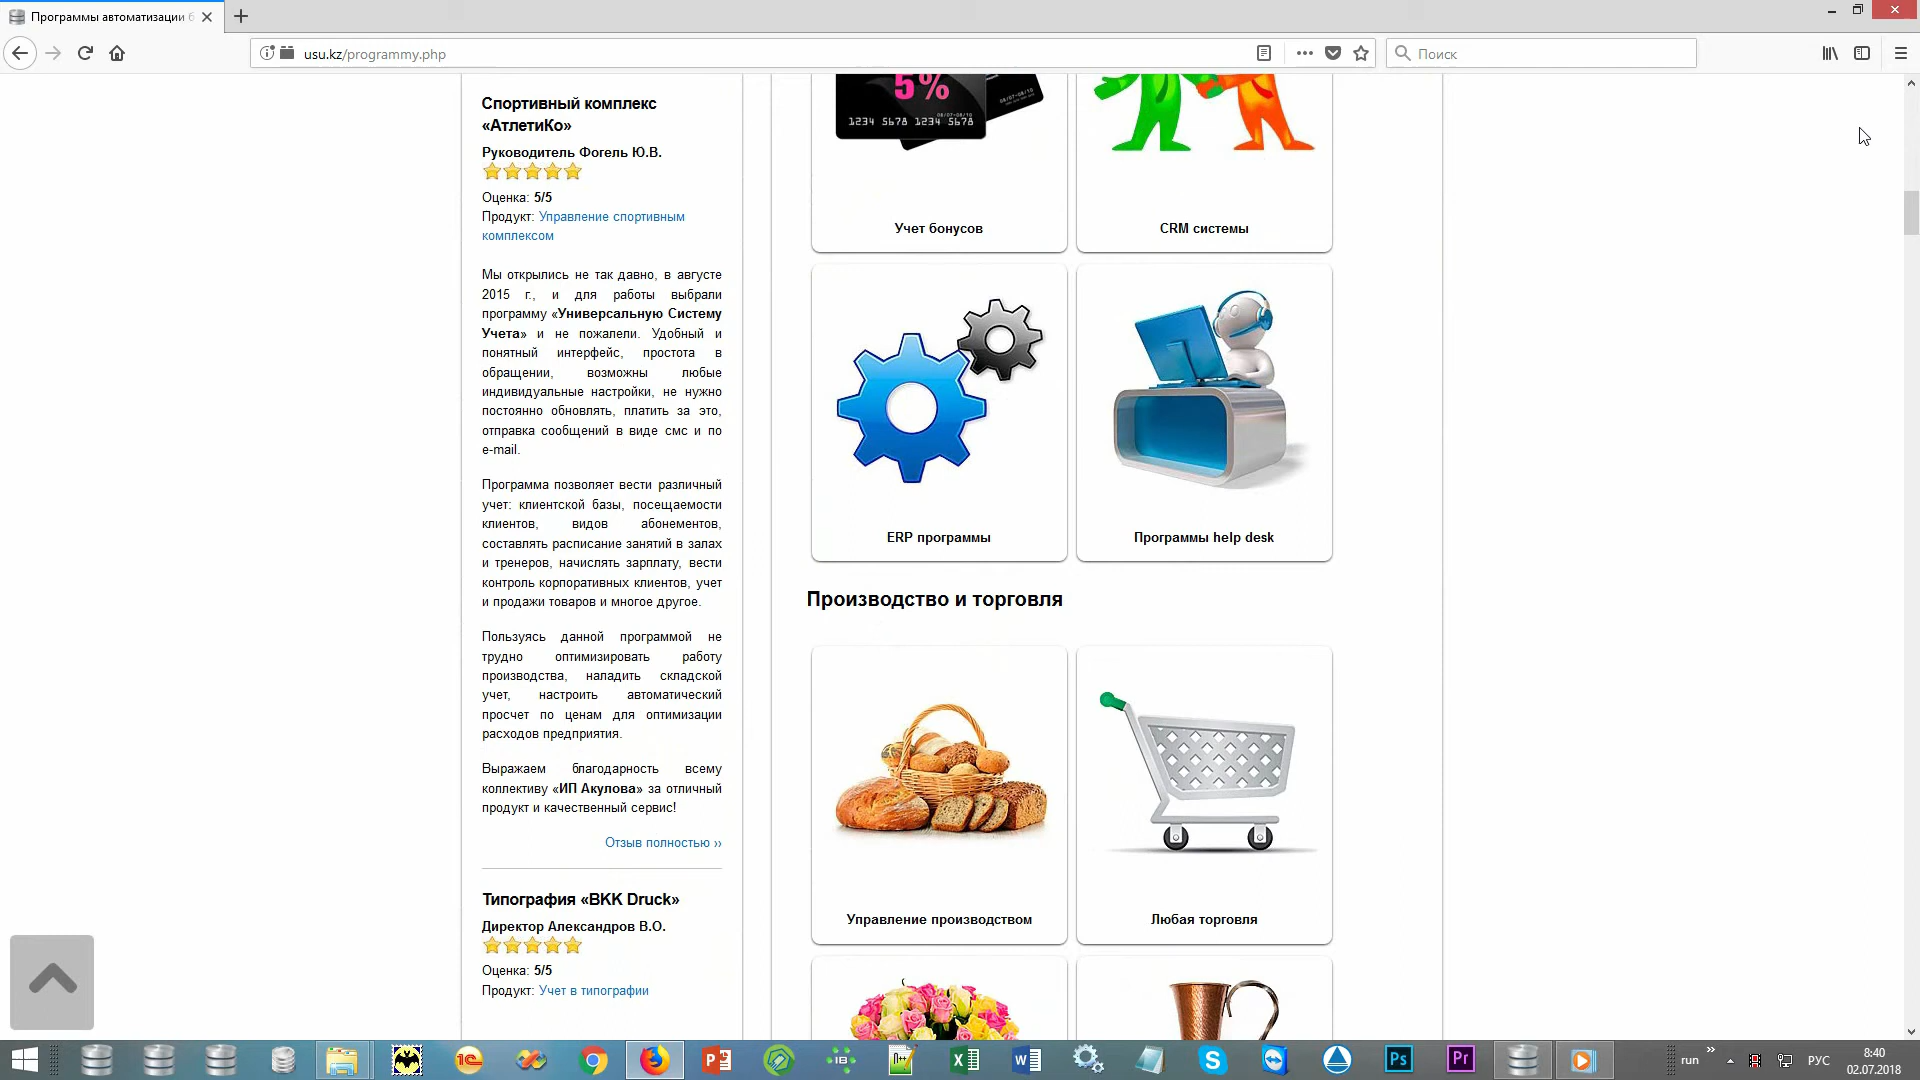 Программы автоматизации б
usu.kz/programmy.php
Поиск
Спортивный комплекс
«АтлетиКо»
Руководитель Фогель Ю.В.
Оценка: 5/5
Продукт: Управление спортивным
комплексом
Мы открылись не так давно, в августе
2015 г., и для работы выбрали
программу «Универсальную Систему
Учета» и не пожалели. Удобный и
понятный интерфейс, простота в
обращении, возможны любые
индивидуальные настройки, не нужно
постоянно обновлять, платить за это,
отправка сообщений в виде смс и по
e-mail.
Программа позволяет вести различный
учет: клиентской базы, посещаемости
клиентов, видов абонементов,
составлять расписание занятий в залах
и тренеров, начислять зарплату, вести
контроль корпоративных клиентов, учет
и продажи товаров и многое другое.
Пользуясь данной программой не
трудно оптимизировать работу
производства, наладить складской
учет, настроить автоматический
просчет по ценам для оптимизации
расходов предприятия.
Выражаем благодарность всему
коллективу «ИП Акулова» за отличный
продукт и качественный сервис!
Отзыв полностью ››
Типография «BKK Druck»
Директор Александров В.О.
Оценка: 5/5
Продукт: Учет в типографии
5%
1234 5678 1234 5678
Учет бонусов
CRM системы
ERP программы
Программы help desk
Производство и торговля
Управление производством
Любая торговля
run
РУС
8:40
02.07.2018